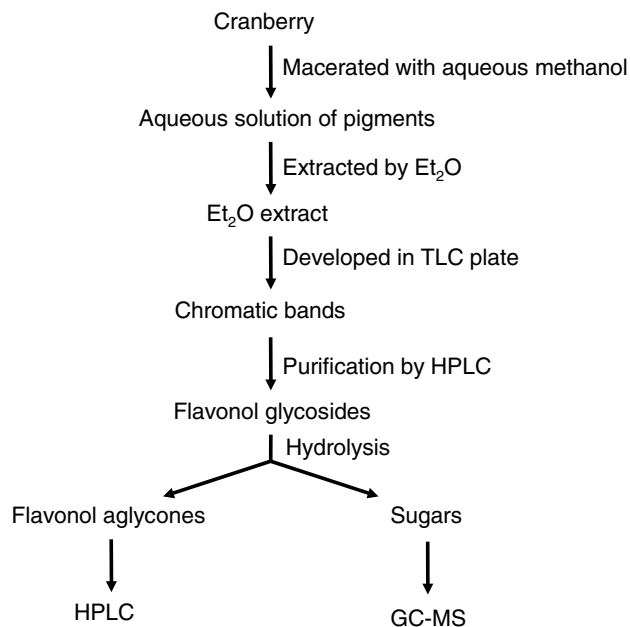 Cranberry
Macerated with aqueous methanol
Aqueous solution of pigments
Extracted by Et₂O
Et₂O extract
Developed in TLC plate
Chromatic bands
Purification by HPLC
Flavonol glycosides
Hydrolysis
Flavonol aglycones
Sugars
HPLC
GC-MS